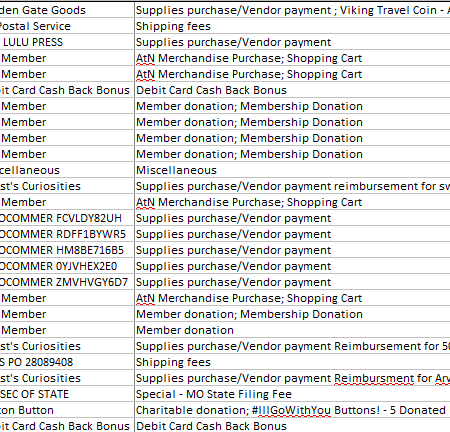 den Gate Goods Supplies purchase/Vendor payment ; Viking Travel Coin - A
Postal Service Shipping fees
LULU PRESS Supplies purchase/Vendor payment
Member AtN Merchandise Purchase; Shopping Cart
Member AtN Merchandise Purchase; Shopping Cart
bit Card Cash Back Bonus Debit Card Cash Back Bonus
Member Member donation; Membership Donation
Member Member donation; Membership Donation
Member Member donation; Membership Donation
Member Member donation; Membership Donation
cellaneous Miscellaneous
st's Curiosities Supplies purchase/Vendor payment reimbursement for sw
Member AtN Merchandise Purchase; Shopping Cart
OCOMMER FCVLDY82UH Supplies purchase/Vendor payment
OCOMMER RDFF1BYWR5 Supplies purchase/Vendor payment
OCOMMER HM8BE716B5 Supplies purchase/Vendor payment
OCOMMER 0YJVHEX2E0 Supplies purchase/Vendor payment
OCOMMER ZMVHVGY6D7 Supplies purchase/Vendor payment
Member AtN Merchandise Purchase; Shopping Cart
Member Member donation; Membership Donation
Member Member donation
st's Curiosities Supplies purchase/Vendor payment Reimbursement for 50
S PO 28089408 Shipping fees
st's Curiosities Supplies purchase/Vendor payment Reimbursment for Arv
SEC OF STATE Special - MO State Filing Fee
on Button Charitable donation; #IllGoWithYou Buttons! - 5 Donated
bit Card Cash Back Bonus Debit Card Cash Back Bonus